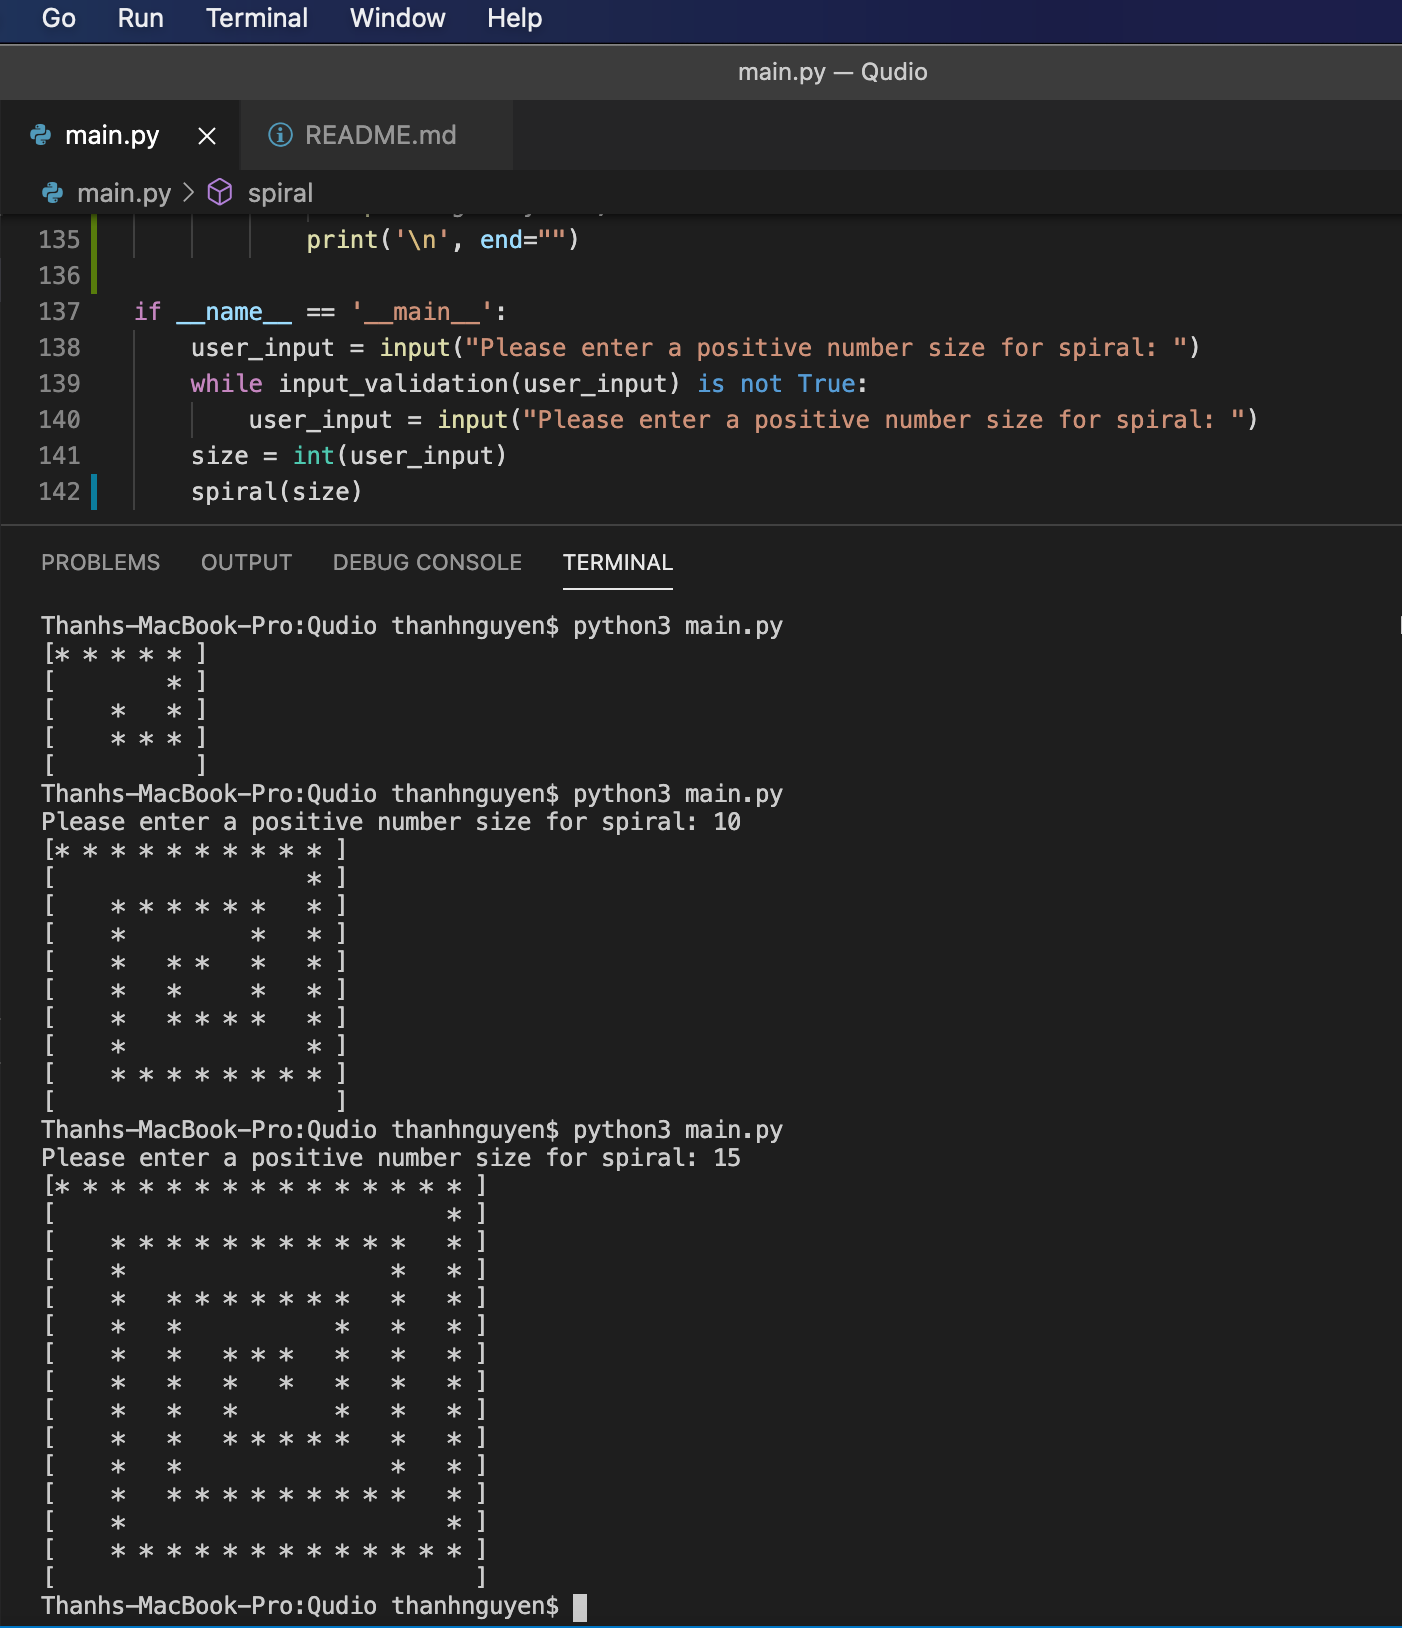 Go Run Terminal Window Help
main.py — Qudio
main.py × README.md
main.py > spiral
135                 print('\n', end="")
136
137     if __name__ == '__main__':
138         user_input = input("Please enter a positive number size for spiral: ")
139         while input_validation(user_input) is not True:
140             user_input = input("Please enter a positive number size for spiral: ")
141         size = int(user_input)
142         spiral(size)
PROBLEMS OUTPUT DEBUG CONSOLE TERMINAL
Thanhs-MacBook-Pro:Qudio thanhnguyen$ python3 main.py
[* * * * * ]
[        * ]
[    *   * ]
[    * * * ]
[          ]
Thanhs-MacBook-Pro:Qudio thanhnguyen$ python3 main.py
Please enter a positive number size for spiral: 10
[* * * * * * * * * * ]
[                  * ]
[    * * * * * *   * ]
[    *         *   * ]
[    *   * *   *   * ]
[    *   *     *   * ]
[    *   * * * *   * ]
[    *             * ]
[    * * * * * * * * ]
[                    ]
Thanhs-MacBook-Pro:Qudio thanhnguyen$ python3 main.py
Please enter a positive number size for spiral: 15
[* * * * * * * * * * * * * * * ]
[                            * ]
[    * * * * * * * * * * *   * ]
[    *                   *   * ]
[    *   * * * * * * *   *   * ]
[    *   *           *   *   * ]
[    *   *   * * *   *   *   * ]
[    *   *   *   *   *   *   * ]
[    *   *   *       *   *   * ]
[    *   *   * * * * *   *   * ]
[    *   *               *   * ]
[    *   * * * * * * * * *   * ]
[    *                       * ]
[    * * * * * * * * * * * * * ]
[                              ]
Thanhs-MacBook-Pro:Qudio thanhnguyen$